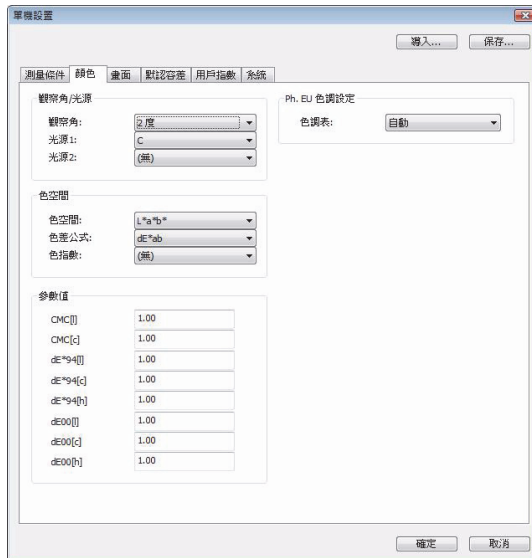 單機設置
導入... 保存...
測量條件 顏色 畫面 默認容差 用戶指數 系統
觀察角/光源
觀察角: 2 度
光源1: C
光源2: (無)
Ph. EU 色調設定
色調表: 自動
色空間
色空間: L*a*b*
色差公式: dE*ab
色指數: (無)
參數值
CMC[l] 1.00
CMC[c] 1.00
dE*94[l] 1.00
dE*94[c] 1.00
dE*94[h] 1.00
dE00[l] 1.00
dE00[c] 1.00
dE00[h] 1.00
確定 取消